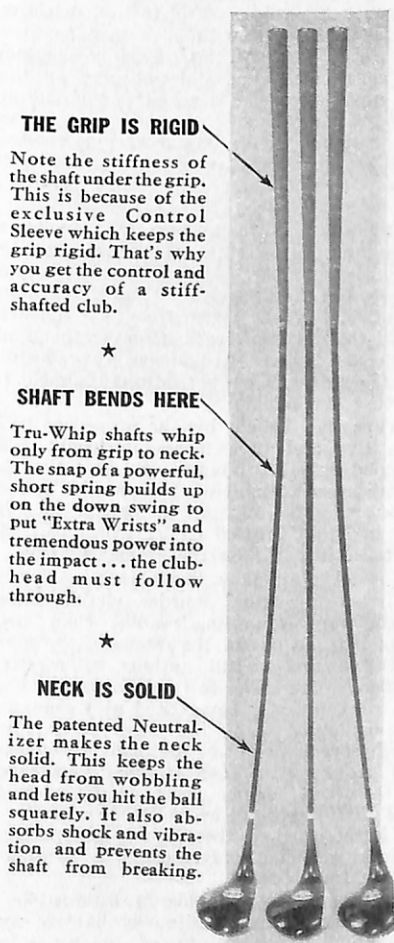 THE GRIP IS RIGID
Note the stiffness of
the shaft under the grip.
This is because of the
exclusive Control
Sleeve which keeps the
grip rigid. That's why
you get the control and
accuracy of a stiff-
shafted club.
★
SHAFT BENDS HERE
Tru-Whip shafts whip
only from grip to neck.
The snap of a powerful,
short spring builds up
on the down swing to
put "Extra Wrists" and
tremendous power into
the impact . . . the club-
head must follow
through.
★
NECK IS SOLID
The patented Neutral-
izer makes the neck
solid. This keeps the
head from wobbling
and lets you hit the ball
squarely. It also ab-
sorbs shock and vibra-
tion and prevents the
shaft from breaking.